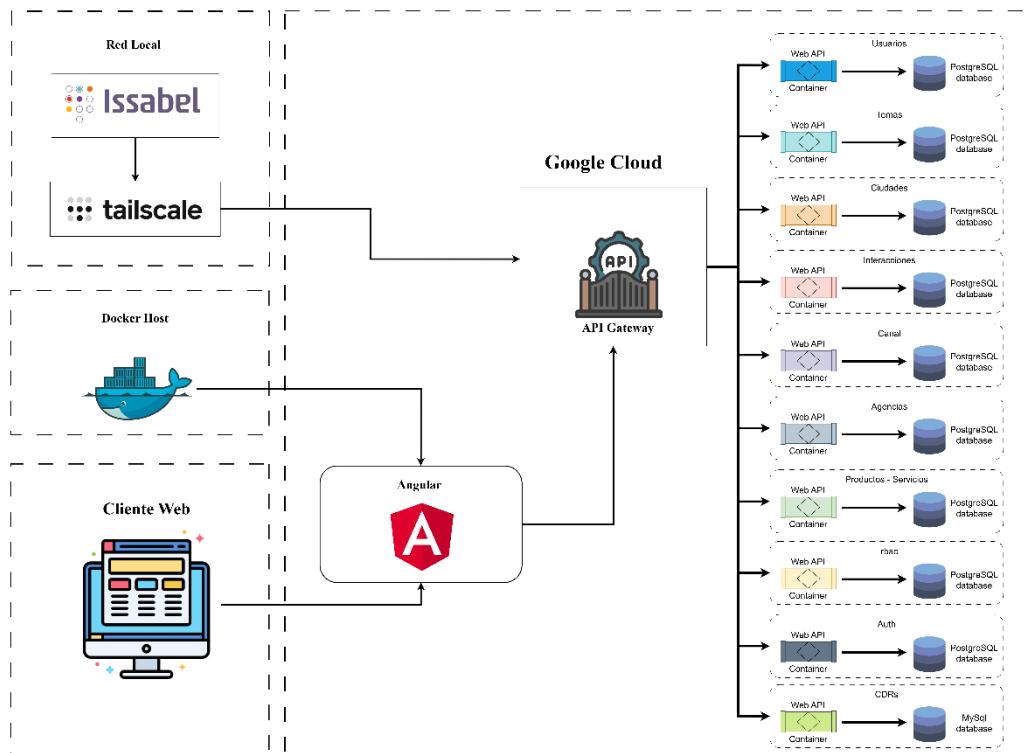 Red Local
Issabel
tailscale
Docker Host
Cliente Web
Angular
Google Cloud
API
API Gateway
Usuarios
Web API
Container
PostgreSQL
database
Temas
Web API
Container
PostgreSQL
database
Ciudades
Web API
Container
PostgreSQL
database
Interacciones
Web API
Container
PostgreSQL
database
Canal
Web API
Container
PostgreSQL
database
Agencias
Web API
Container
PostgreSQL
database
Productos - Servicios
Web API
Container
PostgreSQL
database
rbac
Web API
Container
PostgreSQL
database
Auth
Web API
Container
PostgreSQL
database
CDRs
Web API
Container
MySql
database